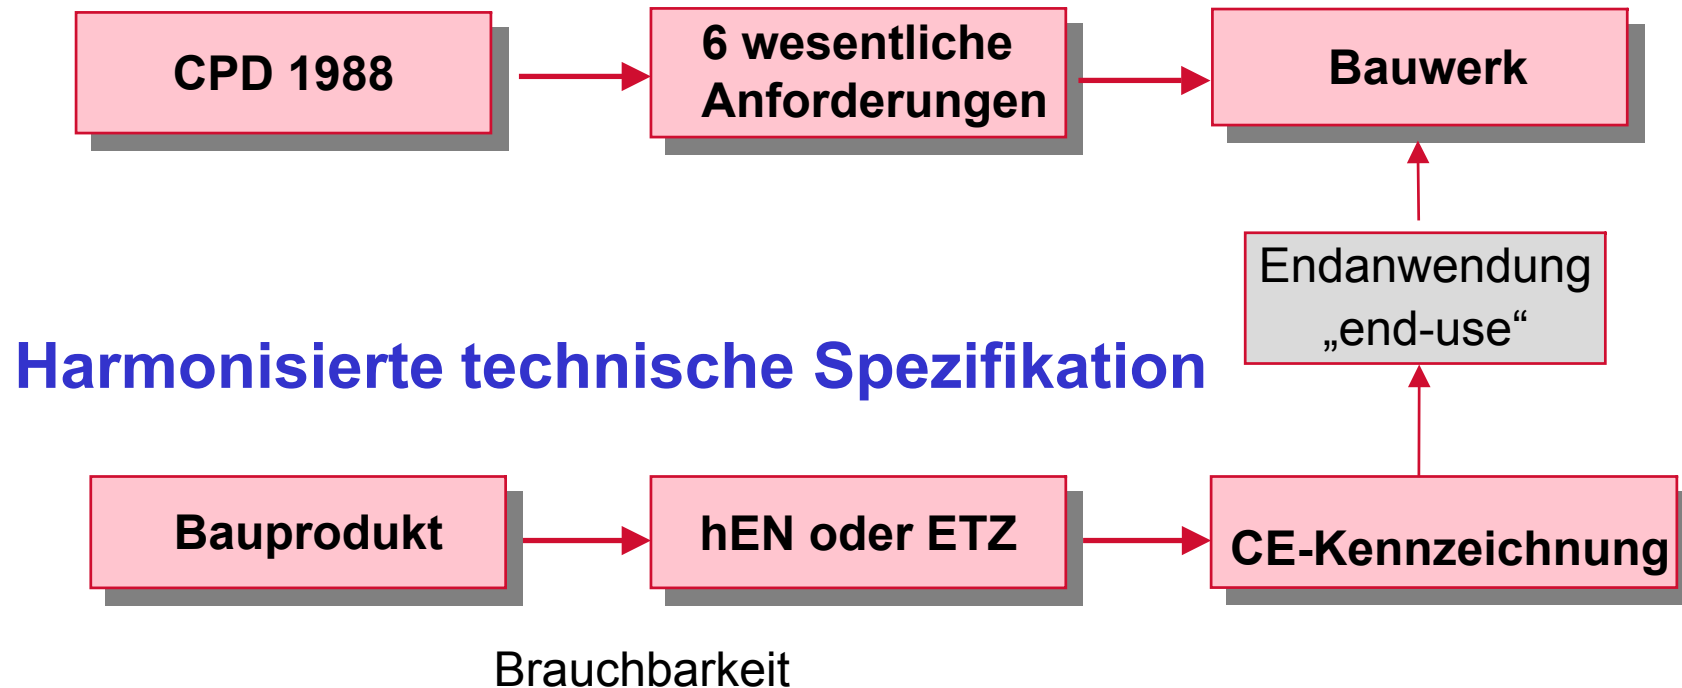 CPD 1988
6 wesentliche
Anforderungen
Bauwerk
Endanwendung
„end-use“
Harmonisierte technische Spezifikation
Bauprodukt
hEN oder ETZ
CE-Kennzeichnung
Brauchbarkeit